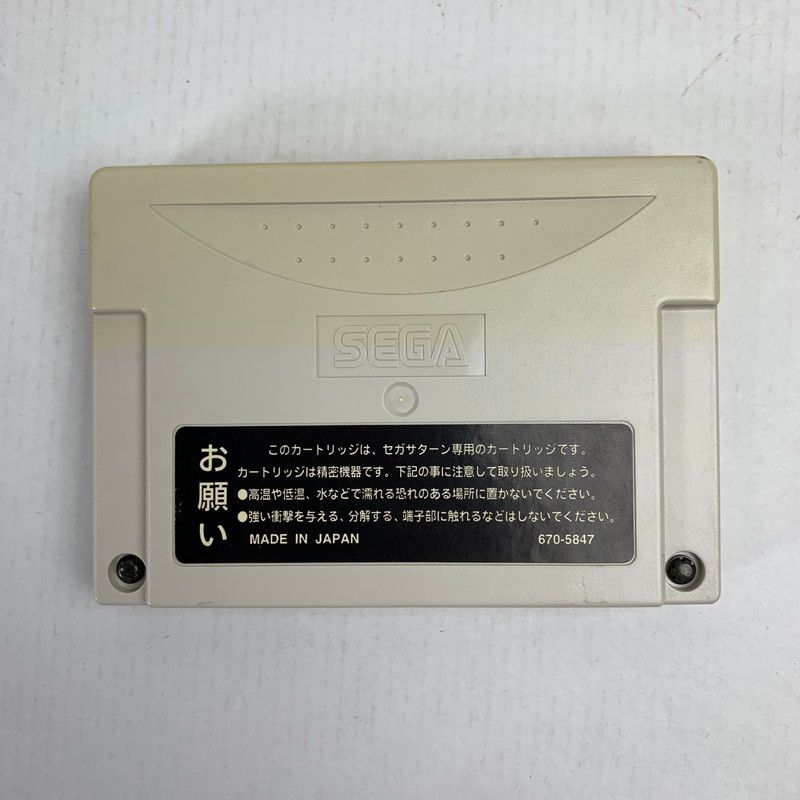 SEGA
お願い
このカートリッジは、セガサターン専用のカートリッジです。
カートリッジは精密機器です。下記の事に注意して取り扱いましょう。
●高温や低温、水などで濡れる恐れのある場所に置かないでください。
●強い衝撃を与える、分解する、端子部に触れるなどはしないでください。
MADE IN JAPAN 670-5847